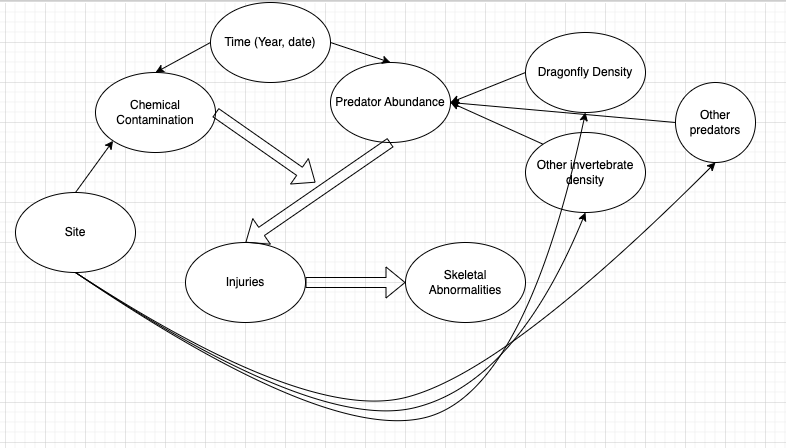 Time (Year, date)
Dragonfly Density
Chemical
Contamination
Predator Abundance
Other
predators
Other invertebrate
density
Site
Injuries
Skeletal
Abnormalities